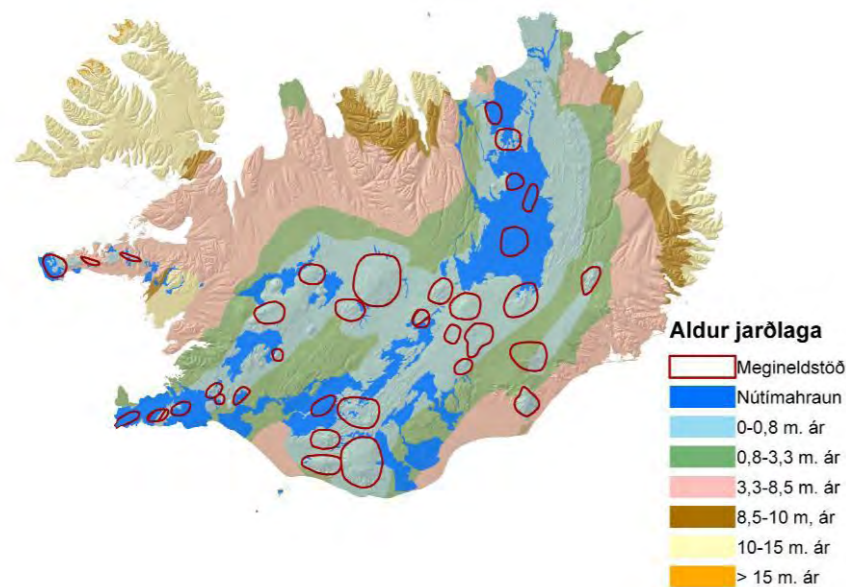 Aldur jarðlaga
Megineldstöð
Nútímahraun
0-0,8 m. ár
0,8-3,3 m. ár
3,3-8,5 m. ár
8,5-10 m, ár
10-15 m. ár
> 15 m. ár